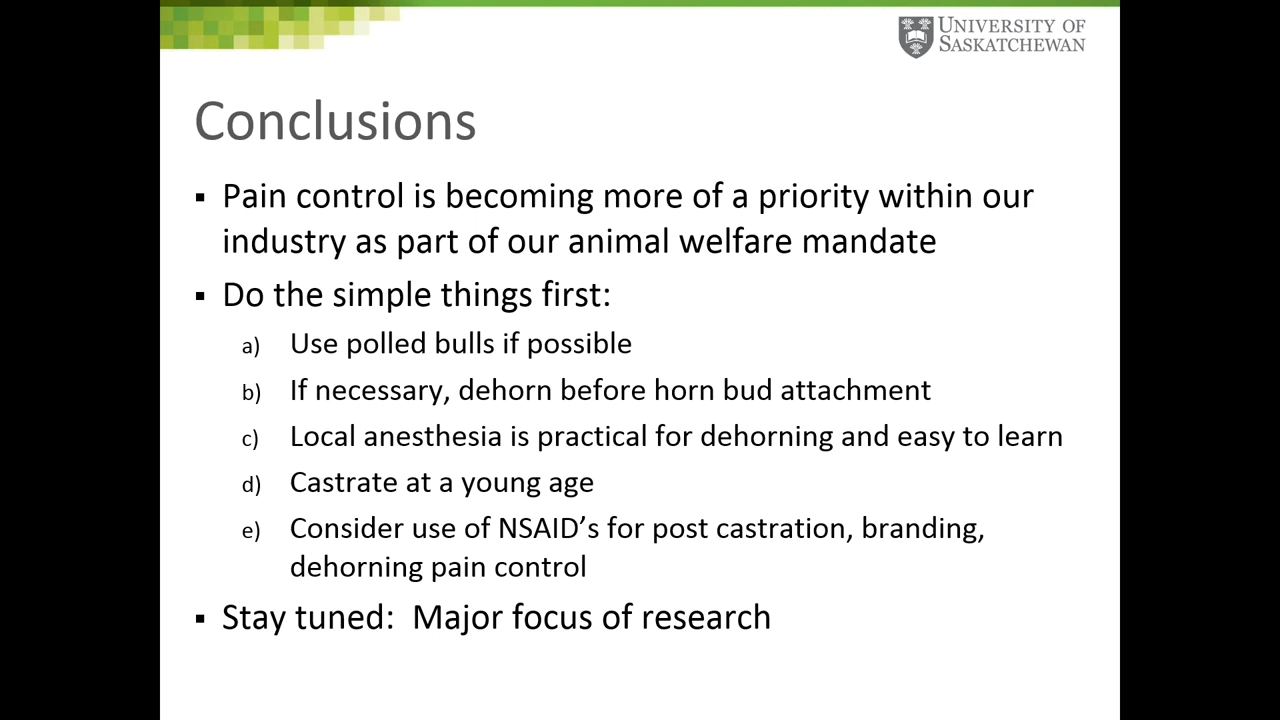 UNIVERSITY OF
SASKATCHEWAN
Conclusions
▪ Pain control is becoming more of a priority within our
industry as part of our animal welfare mandate
▪ Do the simple things first:
a) Use polled bulls if possible
b) If necessary, dehorn before horn bud attachment
c) Local anesthesia is practical for dehorning and easy to learn
d) Castrate at a young age
e) Consider use of NSAID’s for post castration, branding,
dehorning pain control
▪ Stay tuned:  Major focus of research